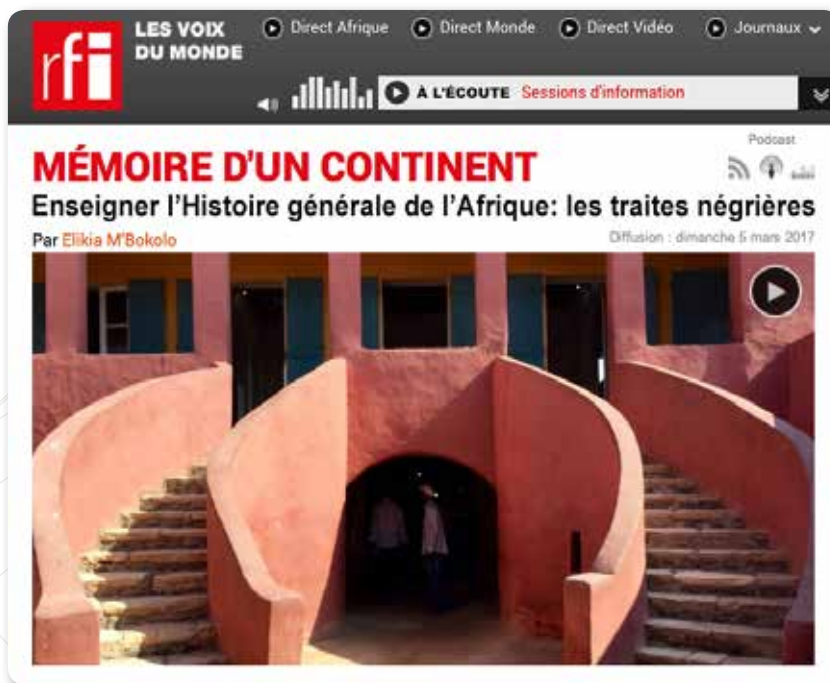 rfi
LES VOIX
DU MONDE
Direct Afrique Direct Monde Direct Vidéo Journaux
À L'ÉCOUTE Sessions d'information
Podcast
MÉMOIRE D'UN CONTINENT
Enseigner l'Histoire générale de l'Afrique: les traites négrières
Par Elikia M'Bokolo
Diffusion : dimanche 5 mars 2017